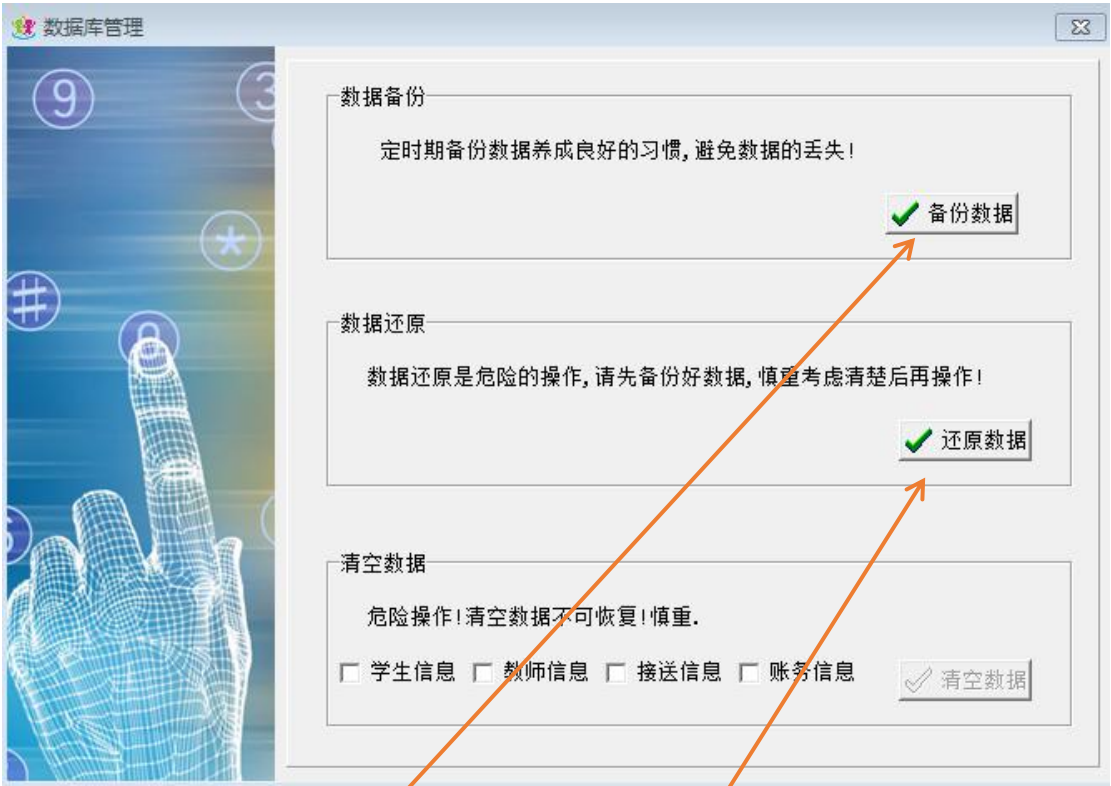 数据库管理
9
3
*
#
0
数据备份
定时期备份数据养成良好的习惯,避免数据的丢失!
备份数据
数据还原
数据还原是危险的操作,请先备份好数据,慎重考虑清楚后再操作!
还原数据
清空数据
危险操作!清空数据不可恢复!慎重.
学生信息 教师信息 接送信息 账务信息
清空数据